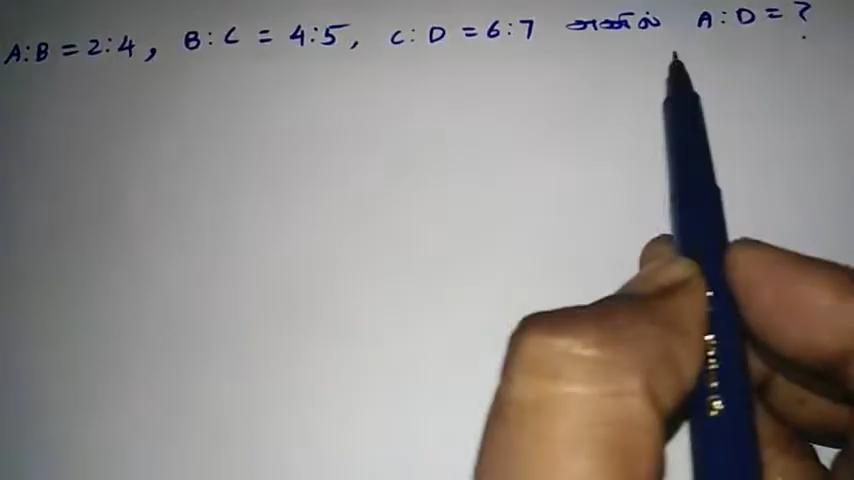 A:B = 2:4, B:C = 4:5, C:D = 6:7 எனில் A:D = ?